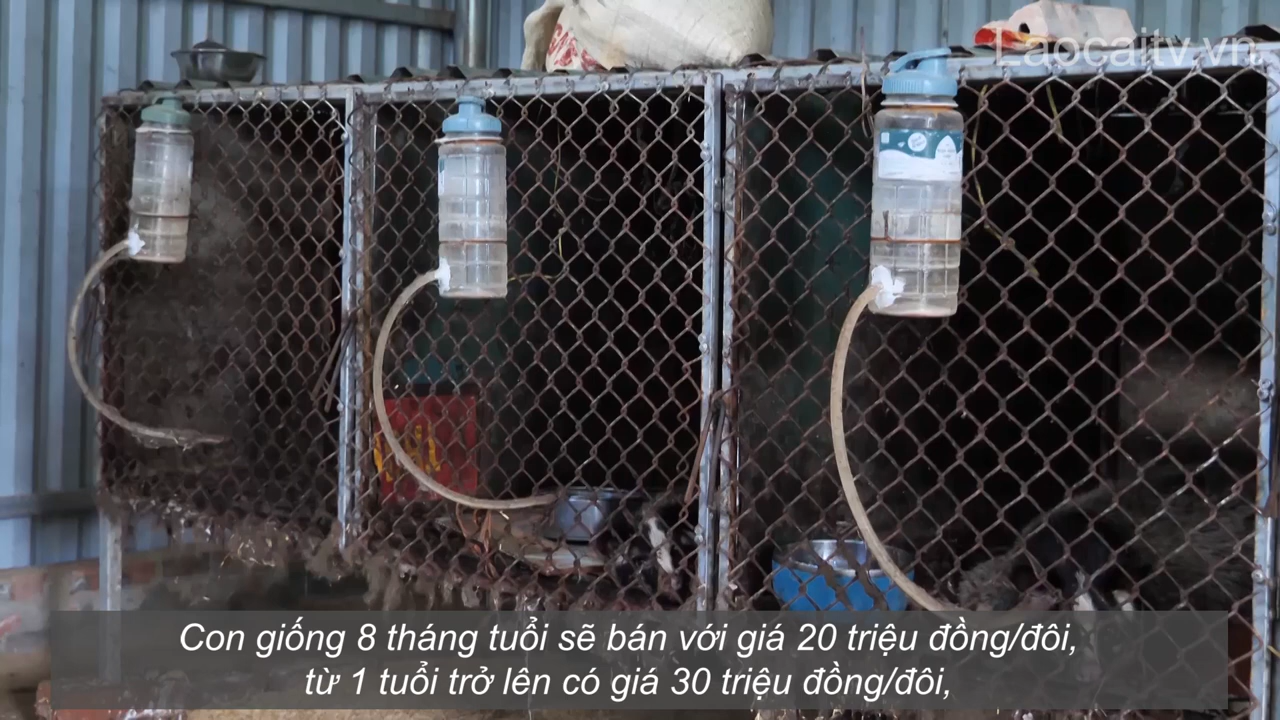 Laocaitv.vn
Con giống 8 tháng tuổi sẽ bán với giá 20 triệu đồng/đôi,
từ 1 tuổi trở lên có giá 30 triệu đồng/đôi,